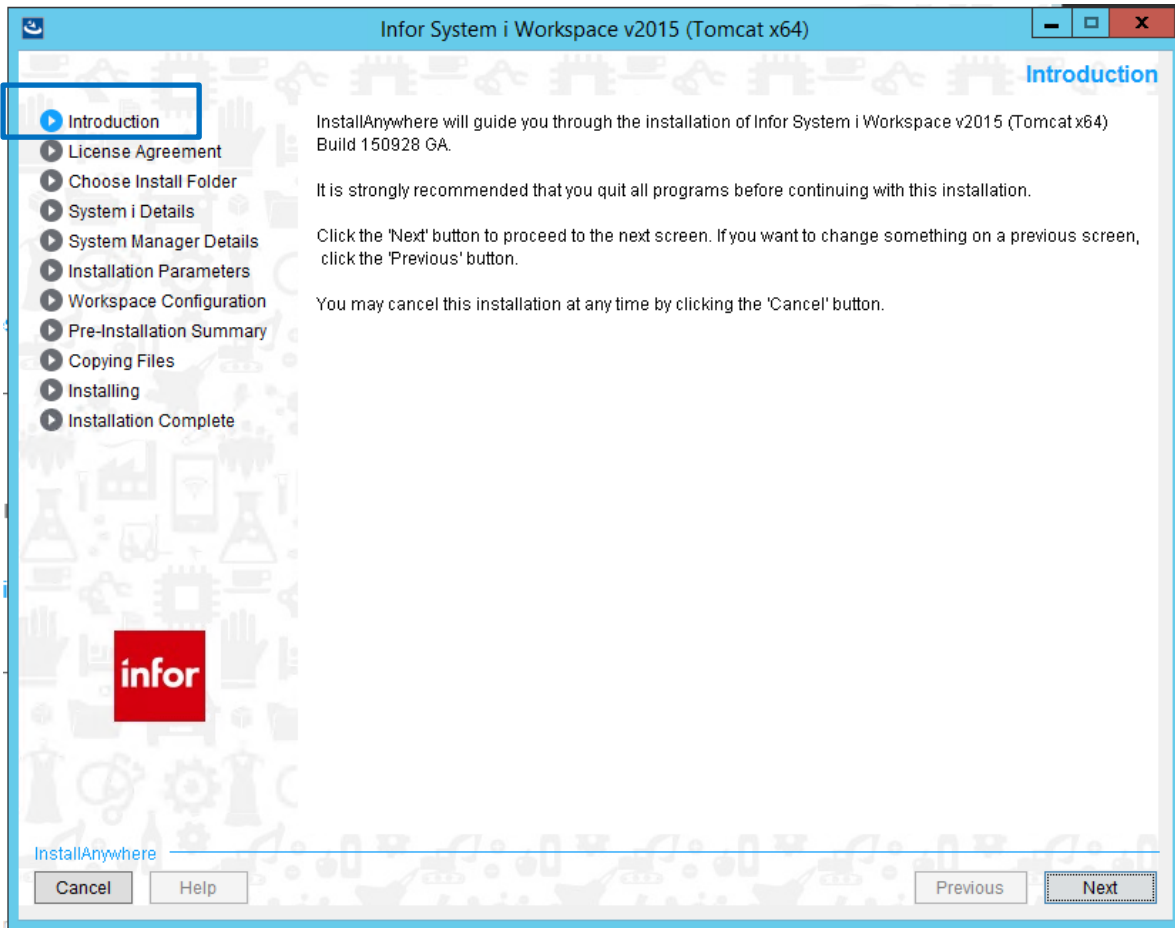 Infor System i Workspace v2015 (Tomcat x64)
Introduction
Introduction
License Agreement
Choose Install Folder
System i Details
System Manager Details
Installation Parameters
Workspace Configuration
Pre-Installation Summary
Copying Files
Installing
Installation Complete
InstallAnywhere will guide you through the installation of Infor System i Workspace v2015 (Tomcat x64)
Build 150928 GA.
It is strongly recommended that you quit all programs before continuing with this installation.
Click the 'Next' button to proceed to the next screen. If you want to change something on a previous screen,
click the 'Previous' button.
You may cancel this installation at any time by clicking the 'Cancel' button.
infor
InstallAnywhere
Cancel Help Previous Next